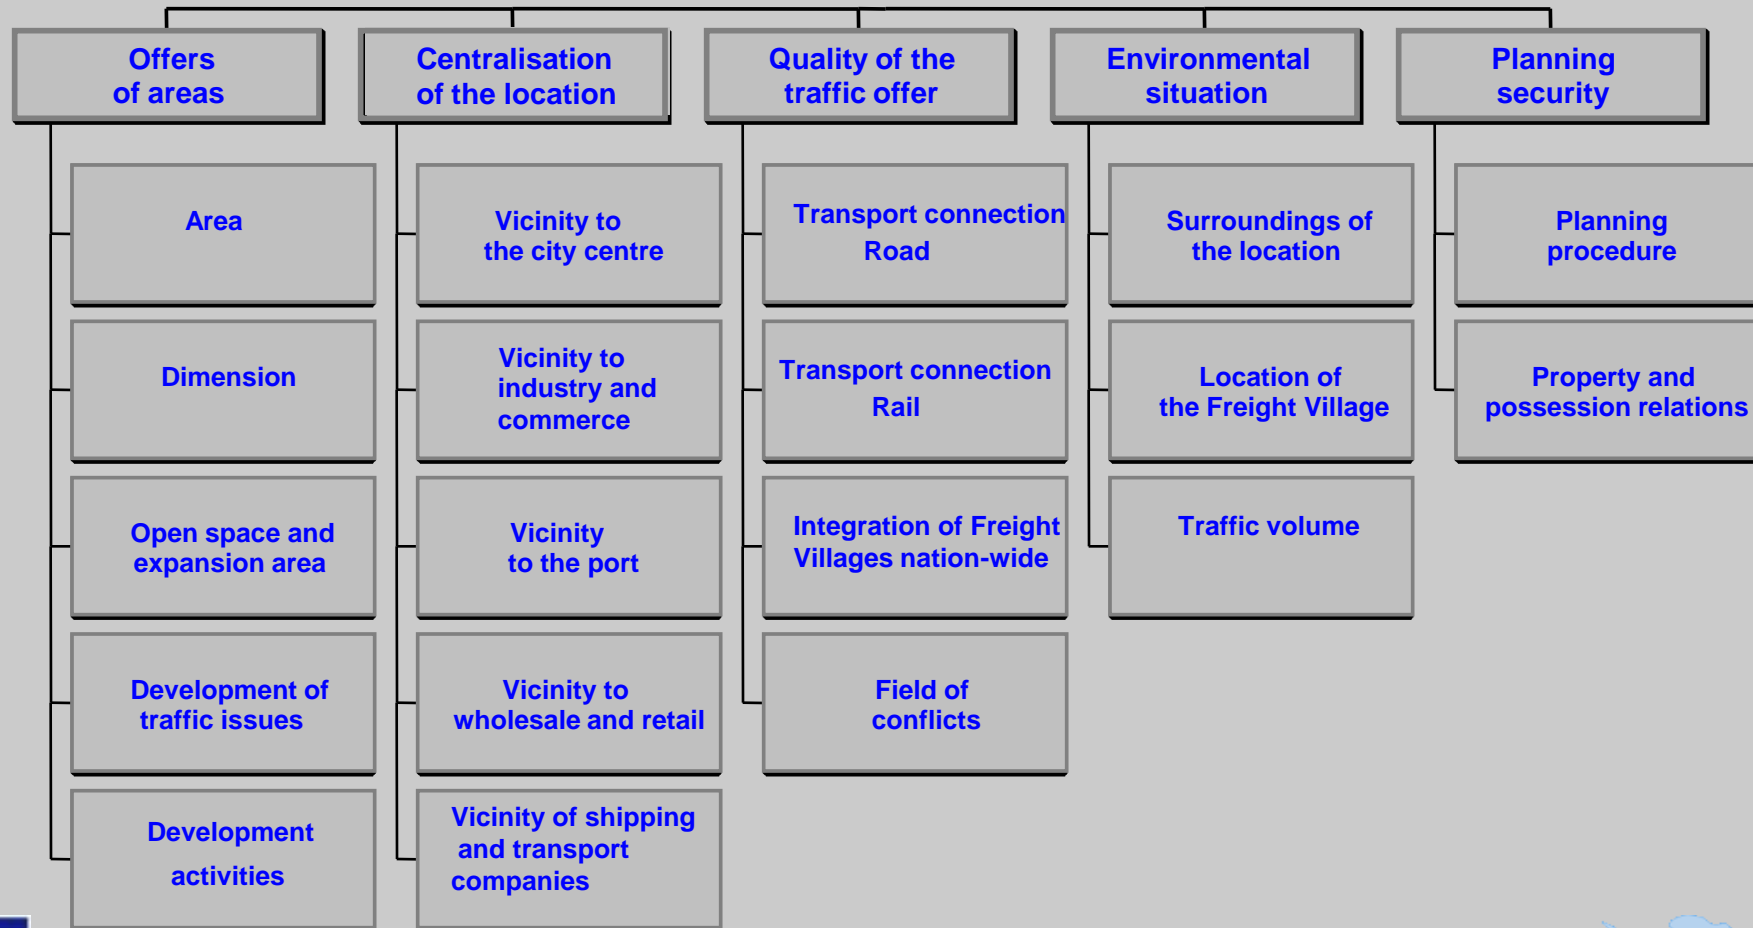 Offers
of areas
Centralisation
of the location
Quality of the
traffic offer
Environmental
situation
Planning
security
Area
Dimension
Open space and
expansion area
Development of
traffic issues
Development
activities
Vicinity to
the city centre
Vicinity to
industry and
commerce
Vicinity
to the port
Vicinity to
wholesale and retail
Vicinity of shipping
and transport
companies
Transport connection
Road
Transport connection
Rail
Integration of Freight
Villages nation-wide
Field of
conflicts
Surroundings of
the location
Location of
the Freight Village
Traffic volume
Planning
procedure
Property and
possession relations